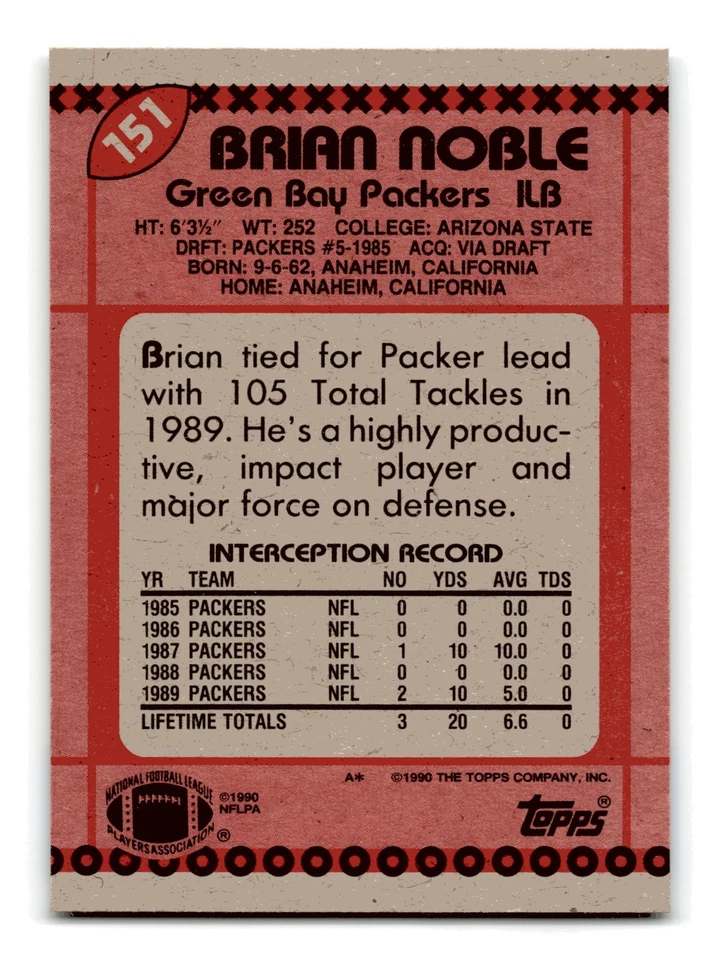 151
BRIAN NOBLE
Green Bay Packers ILB
HT: 6'3½" WT: 252 COLLEGE: ARIZONA STATE
DRFT: PACKERS #5-1985 ACQ: VIA DRAFT
BORN: 9-6-62, ANAHEIM, CALIFORNIA
HOME: ANAHEIM, CALIFORNIA
Brian tied for Packer lead
with 105 Total Tackles in
1989. He's a highly produc-
tive, impact player and
major force on defense.
INTERCEPTION RECORD
YR TEAM NO YDS AVG TDS
1985 PACKERS NFL 0 0 0.0 0
1986 PACKERS NFL 0 0 0.0 0
1987 PACKERS NFL 1 10 10.0 0
1988 PACKERS NFL 0 0 0.0 0
1989 PACKERS NFL 2 10 5.0 0
LIFETIME TOTALS 3 20 6.6 0
A* ©1990 THE TOPPS COMPANY, INC.
NATIONAL FOOTBALL LEAGUE
PLAYERS ASSOCIATION ®
©1990
NFLPA
topps®